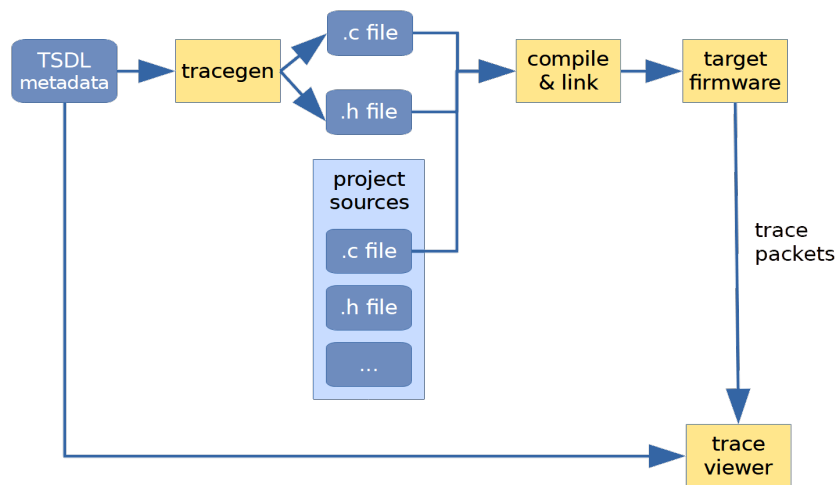 TSDL
metadata
tracegen
.c file
.h file
compile
& link
target
firmware
project
sources
.c file
.h file
...
trace
packets
trace
viewer